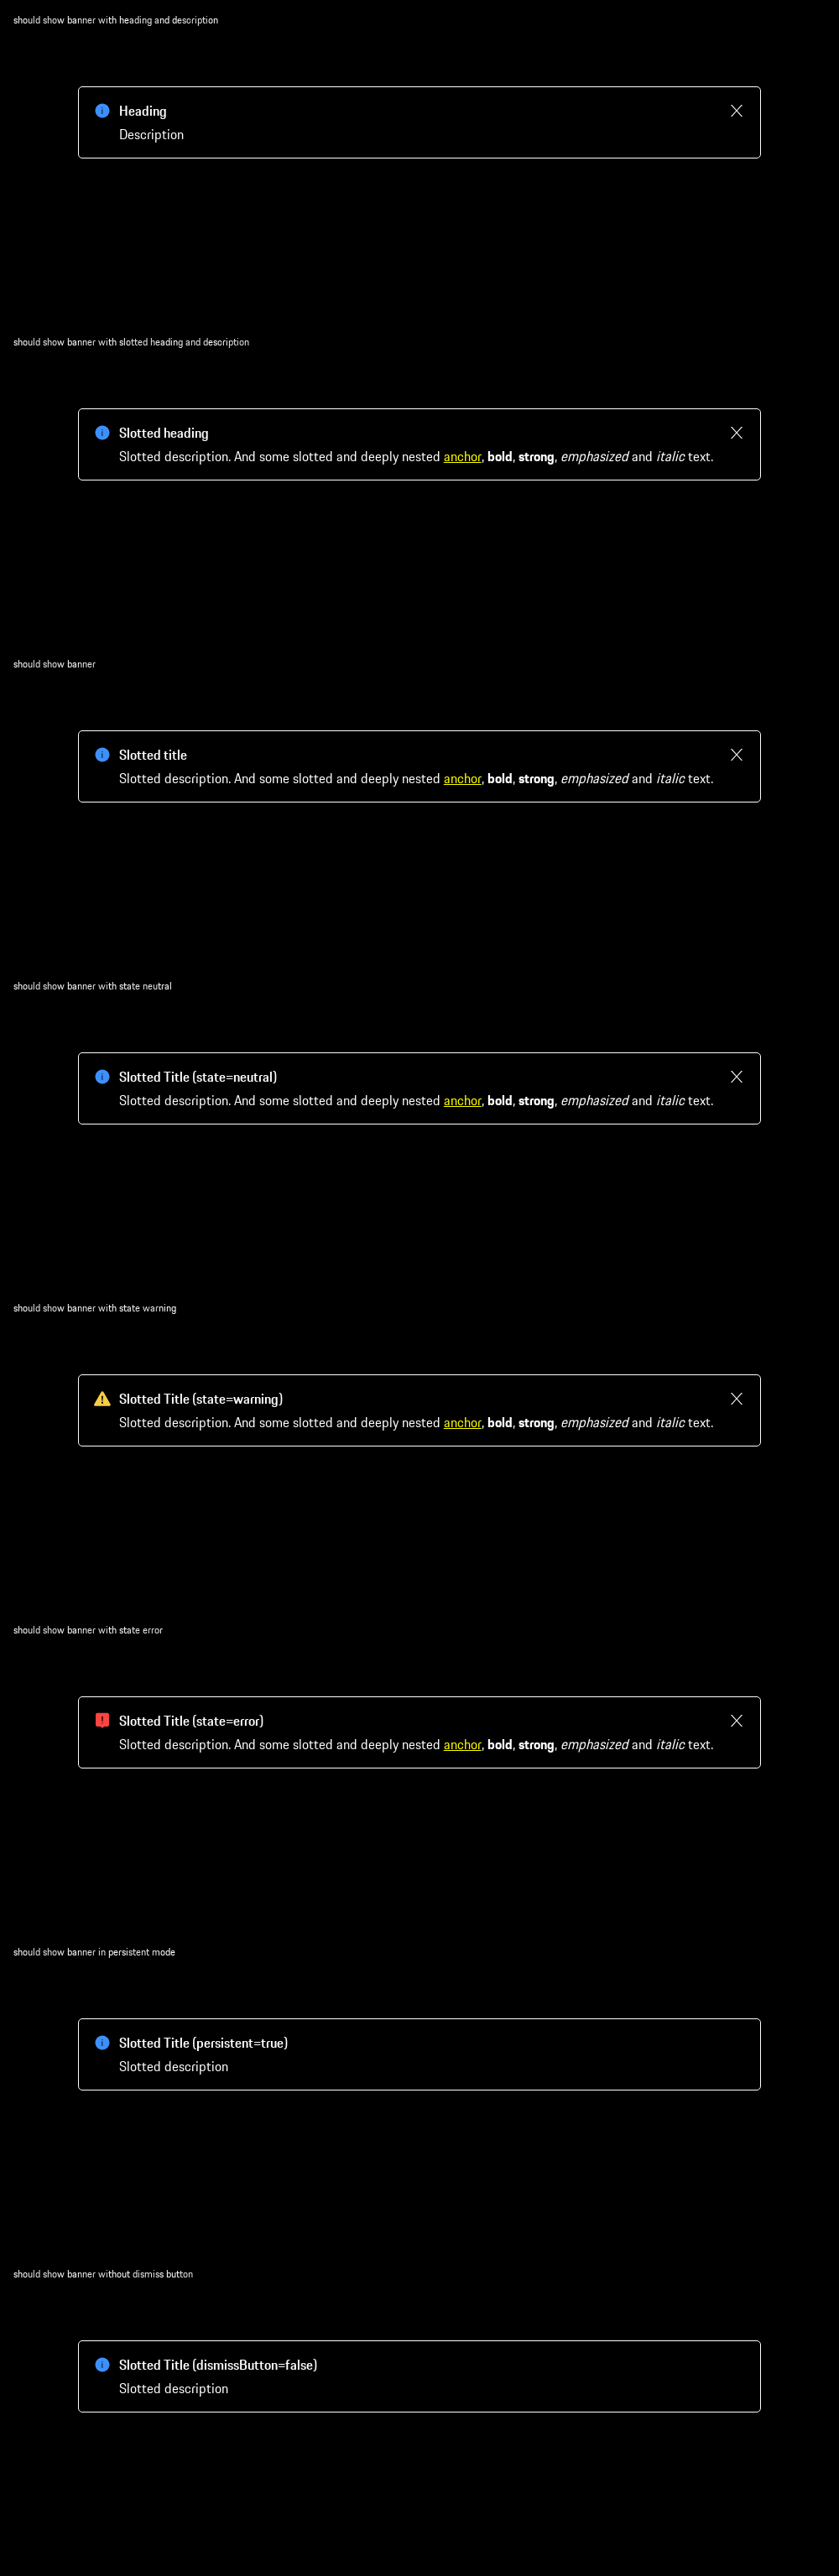 should show banner with heading and description
Heading
Description
should show banner with slotted heading and description
Slotted heading
Slotted description. And some slotted and deeply nested anchor, bold, strong, emphasized and italic text.
should show banner
Slotted title
Slotted description. And some slotted and deeply nested anchor, bold, strong, emphasized and italic text.
should show banner with state neutral
Slotted Title (state=neutral)
Slotted description. And some slotted and deeply nested anchor, bold, strong, emphasized and italic text.
should show banner with state warning
Slotted Title (state=warning)
Slotted description. And some slotted and deeply nested anchor, bold, strong, emphasized and italic text.
should show banner with state error
Slotted Title (state=error)
Slotted description. And some slotted and deeply nested anchor, bold, strong, emphasized and italic text.
should show banner in persistent mode
Slotted Title (persistent=true)
Slotted description
should show banner without dismiss button
Slotted Title (dismissButton=false)
Slotted description